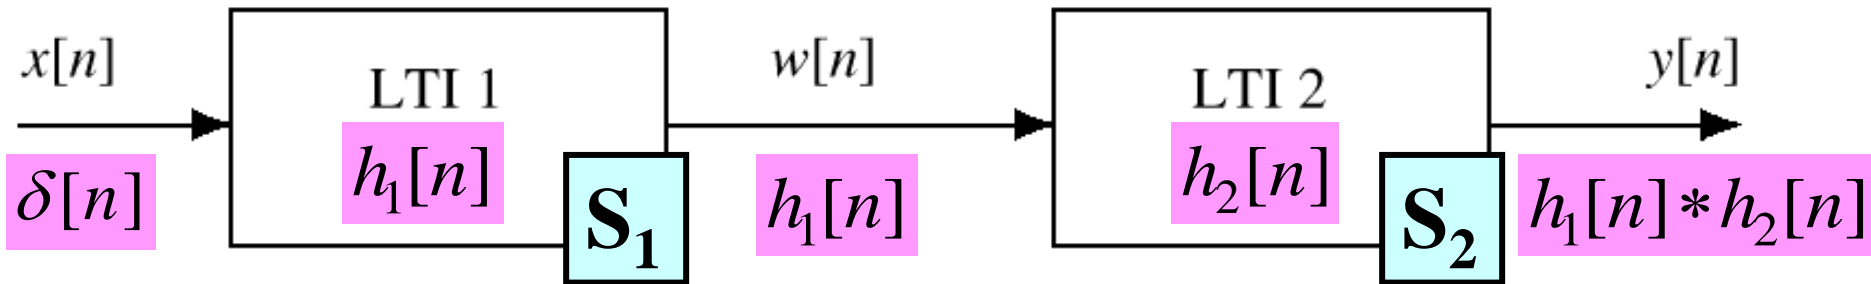 x[n]
LTI 1
w[n]
LTI 2
y[n]
δ[n]
h₁[n]
S₁
h₁[n]
h₂[n]
S₂
h₁[n]∗h₂[n]